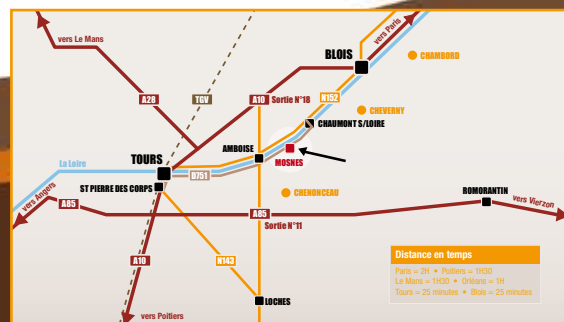 vers Le Mans
vers Paris
BLOIS
CHAMBORD
A28
TGV
A10
Sortie N°18
N152
CHEVERNY
CHAUMONT S/LOIRE
AMBOISE
TOURS
La Loire
MOSNES
D751
ST PIERRE DES CORPS
CHENONCEAU
ROMORANTIN
vers Angers
A85
A85
vers Vierzon
Sortie N°11
A10
N143
Distance en temps
Paris = 2H • Poitiers = 1H30
Le Mans = 1H30 • Orléans = 1H
Tours = 25 minutes • Blois = 25 minutes
LOCHES
vers Poitiers